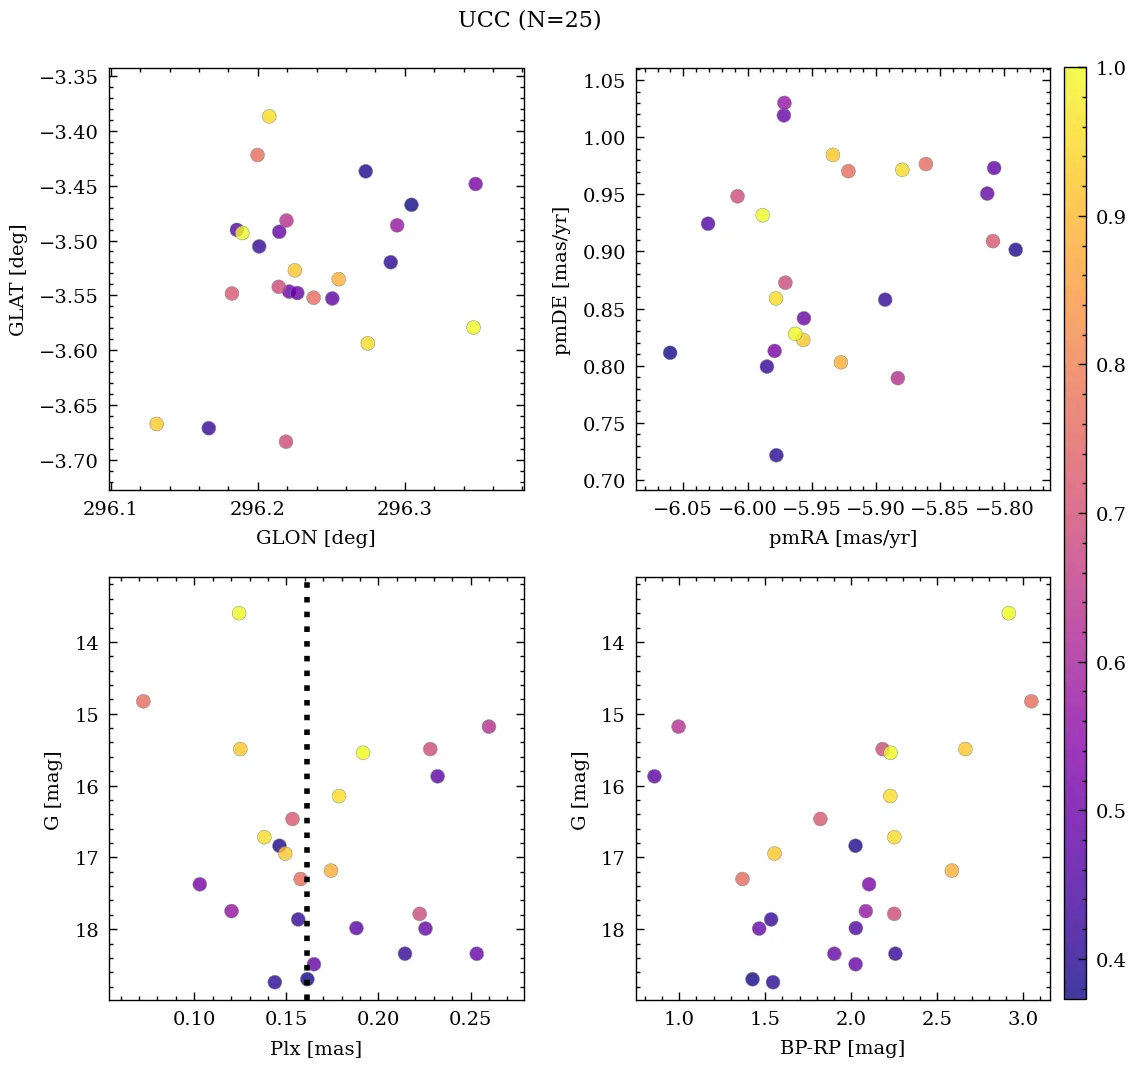 UCC (N=25)
−3.35
−3.40
−3.45
−3.50
−3.55
−3.60
−3.65
−3.70
GLAT [deg]
296.1 296.2 296.3
GLON [deg]
1.05
1.00
0.95
0.90
0.85
0.80
0.75
0.70
pmDE [mas/yr]
−6.05 −6.00 −5.95 −5.90 −5.85 −5.80
pmRA [mas/yr]
14
15
16
17
18
G [mag]
0.10 0.15 0.20 0.25
Plx [mas]
14
15
16
17
18
G [mag]
1.0 1.5 2.0 2.5 3.0
BP-RP [mag]
1.0
0.9
0.8
0.7
0.6
0.5
0.4